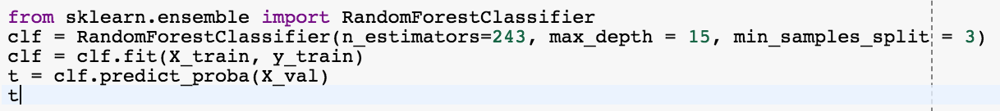 from sklearn.ensemble import RandomForestClassifier
clf = RandomForestClassifier(n_estimators=243, max_depth = 15, min_samples_split = 3)
clf = clf.fit(X_train, y_train)
t = clf.predict_proba(X_val)
t